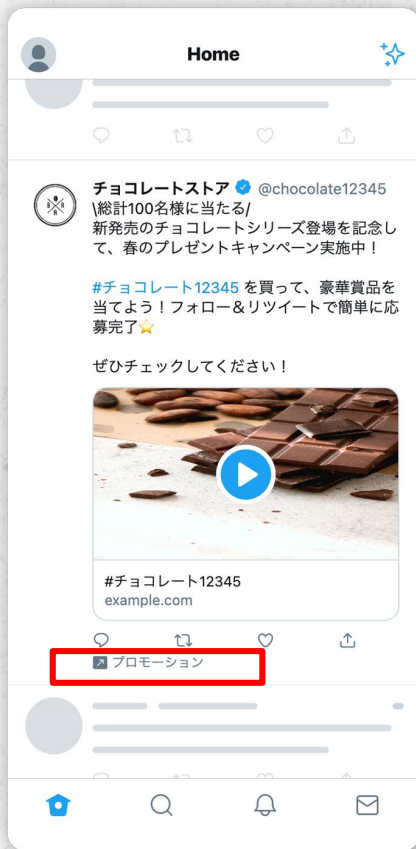 Home
チョコレートストア @chocolate12345
\総計100名様に当たる/
新発売のチョコレートシリーズ登場を記念し
て、春のプレゼントキャンペーン実施中！
#チョコレート12345 を買って、豪華賞品を
当てよう！フォロー＆リツイートで簡単に応
募完了⭐
ぜひチェックしてください！
#チョコレート12345
example.com
プロモーション